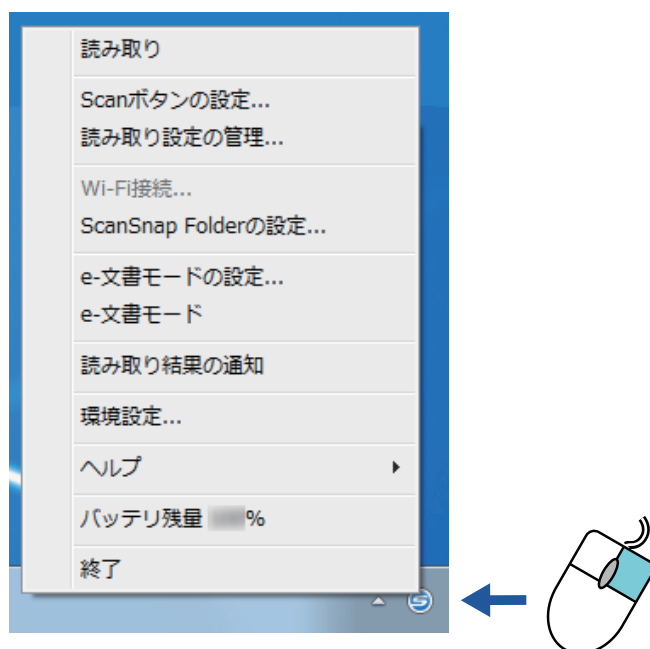 読み取り
Scanボタンの設定...
読み取り設定の管理...
Wi-Fi接続...
ScanSnap Folderの設定...
e-文書モードの設定...
e-文書モード
読み取り結果の通知
環境設定...
ヘルプ
バッテリ残量 %
終了